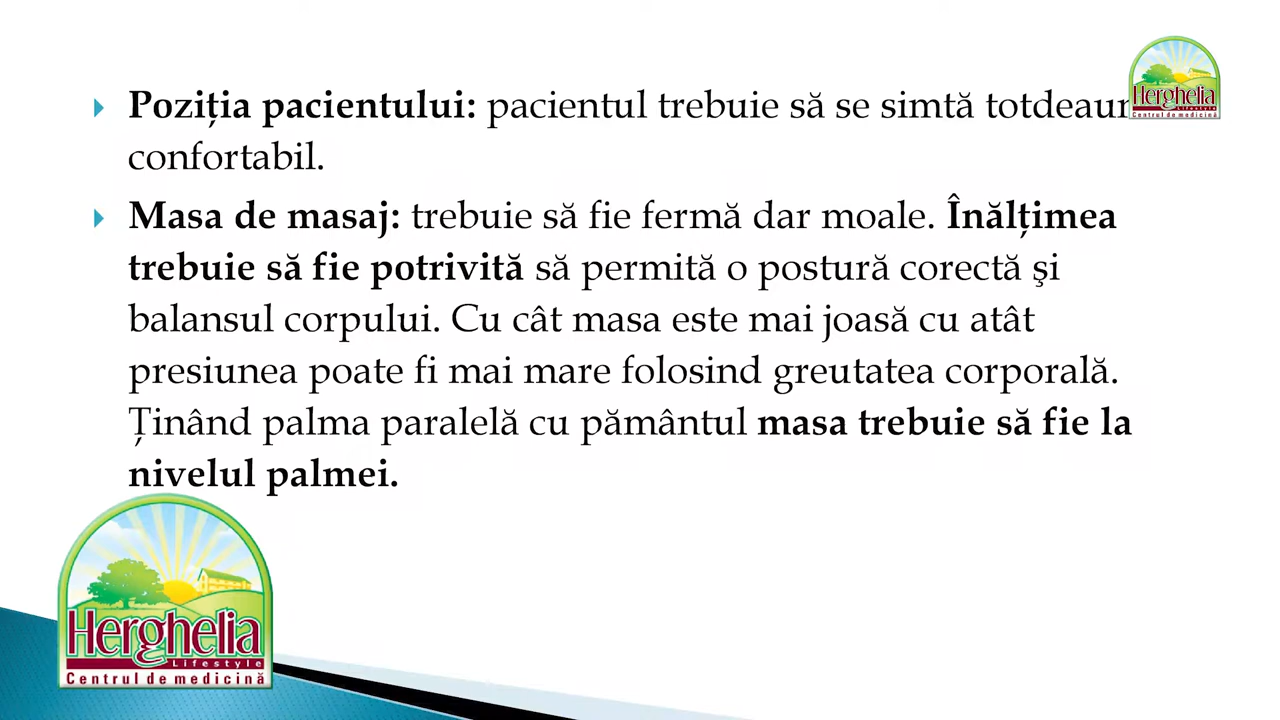 Poziția pacientului: pacientul trebuie să se simtă
confortabil.
Masa de masaj: trebuie să fie fermă dar moale. Înălțimea
trebuie să fie potrivită să permită o postură corectă şi
balansul corpului. Cu cât masa este mai joasă cu atât
presiunea poate fi mai mare folosind greutatea corporală.
Ținând palma paralelă cu pământul masa trebuie să fie la
nivelul palmei.
Herghelia
Lifestyle
Centrul de medicină
Herghelia
Lifestyle
Centrul de medicină